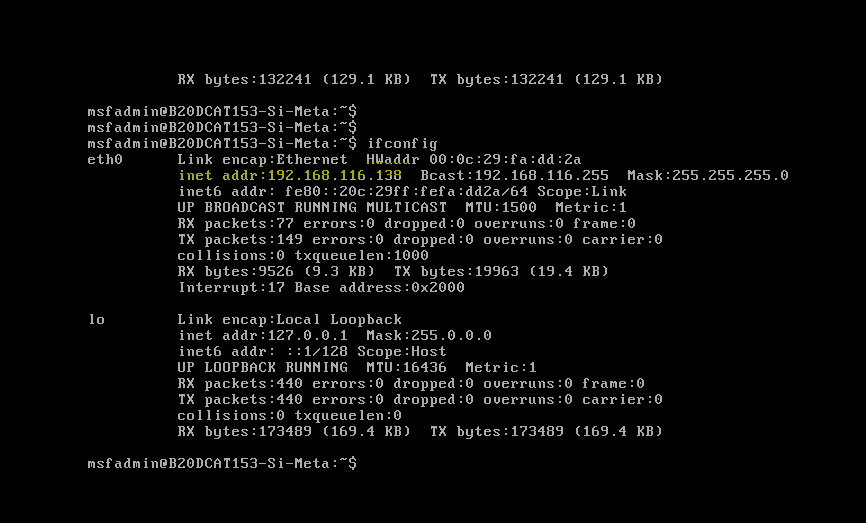 RX bytes:132241 (129.1 KB)  TX bytes:132241 (129.1 KB)
msfadmin@B20DCAT153-Si-Meta:~$
msfadmin@B20DCAT153-Si-Meta:~$
msfadmin@B20DCAT153-Si-Meta:~$ ifconfig
eth0      Link encap:Ethernet  HWaddr 00:0c:29:fa:dd:2a
          inet addr:192.168.116.138  Bcast:192.168.116.255  Mask:255.255.255.0
          inet6 addr: fe80::20c:29ff:fefa:dd2a/64 Scope:Link
          UP BROADCAST RUNNING MULTICAST  MTU:1500  Metric:1
          RX packets:77 errors:0 dropped:0 overruns:0 frame:0
          TX packets:149 errors:0 dropped:0 overruns:0 carrier:0
          collisions:0 txqueuelen:1000
          RX bytes:9526 (9.3 KB)  TX bytes:19963 (19.4 KB)
          Interrupt:17 Base address:0x2000
lo        Link encap:Local Loopback
          inet addr:127.0.0.1  Mask:255.0.0.0
          inet6 addr: ::1/128 Scope:Host
          UP LOOPBACK RUNNING  MTU:16436  Metric:1
          RX packets:440 errors:0 dropped:0 overruns:0 frame:0
          TX packets:440 errors:0 dropped:0 overruns:0 carrier:0
          collisions:0 txqueuelen:0
          RX bytes:173489 (169.4 KB)  TX bytes:173489 (169.4 KB)
msfadmin@B20DCAT153-Si-Meta:~$